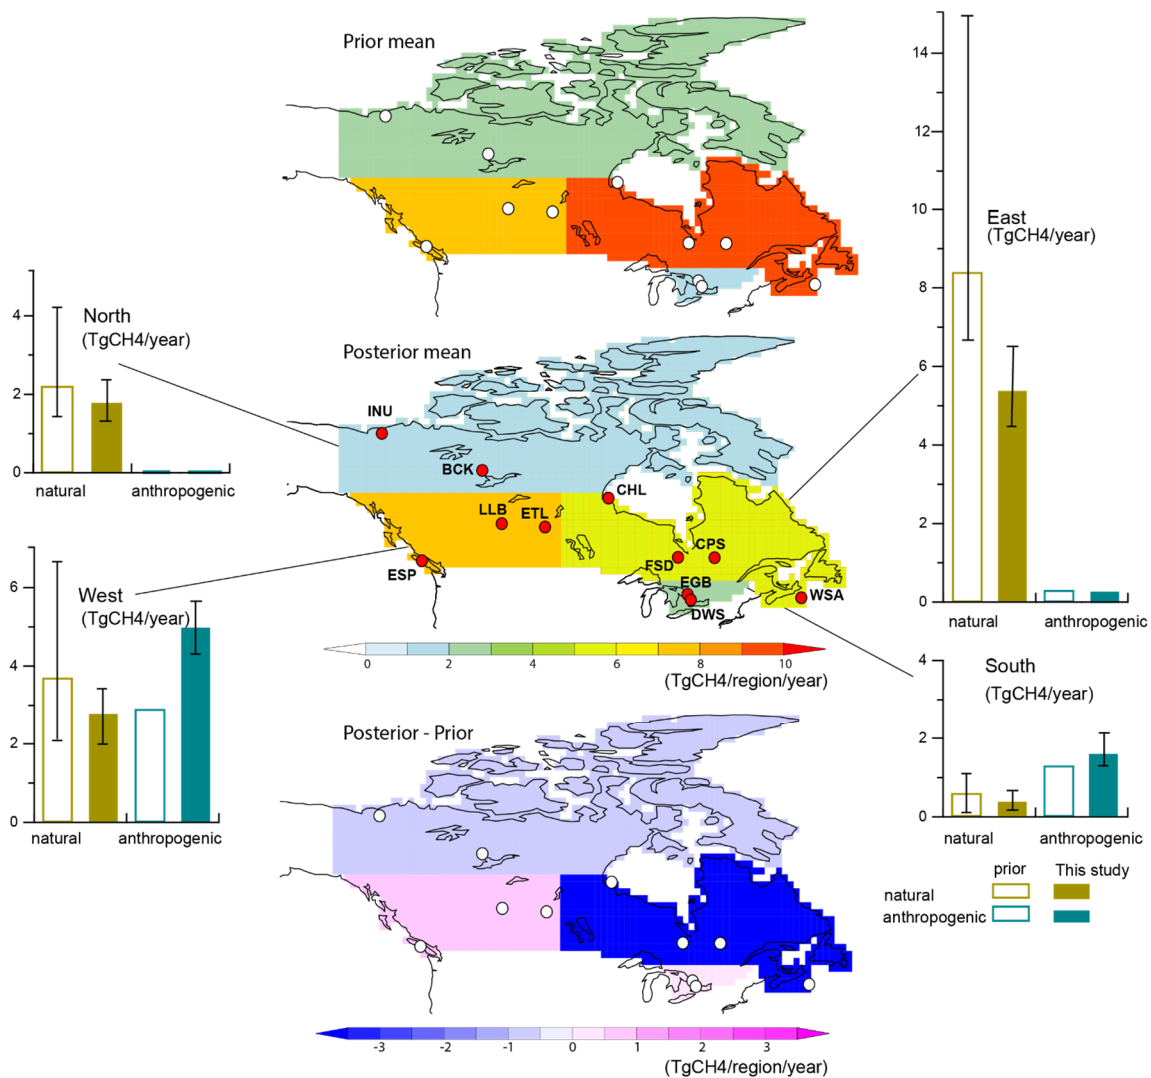 Prior mean
14
12
10
8
6
4
2
0
East
(TgCH4/year)
natural
anthropogenic
4
2
0
North
(TgCH4/year)
natural
anthropogenic
Posterior mean
INU
BCK
CHL
LLB
ETL
ESP
FSD
CPS
EGB
DWS
WSA
0 2 4 6 8 10
(TgCH4/region/year)
6
4
2
0
West
(TgCH4/year)
natural
anthropogenic
4
2
0
South
(TgCH4/year)
natural
anthropogenic
prior This study
natural
anthropogenic
Posterior - Prior
-3 -2 -1 0 1 2 3
(TgCH4/region/year)